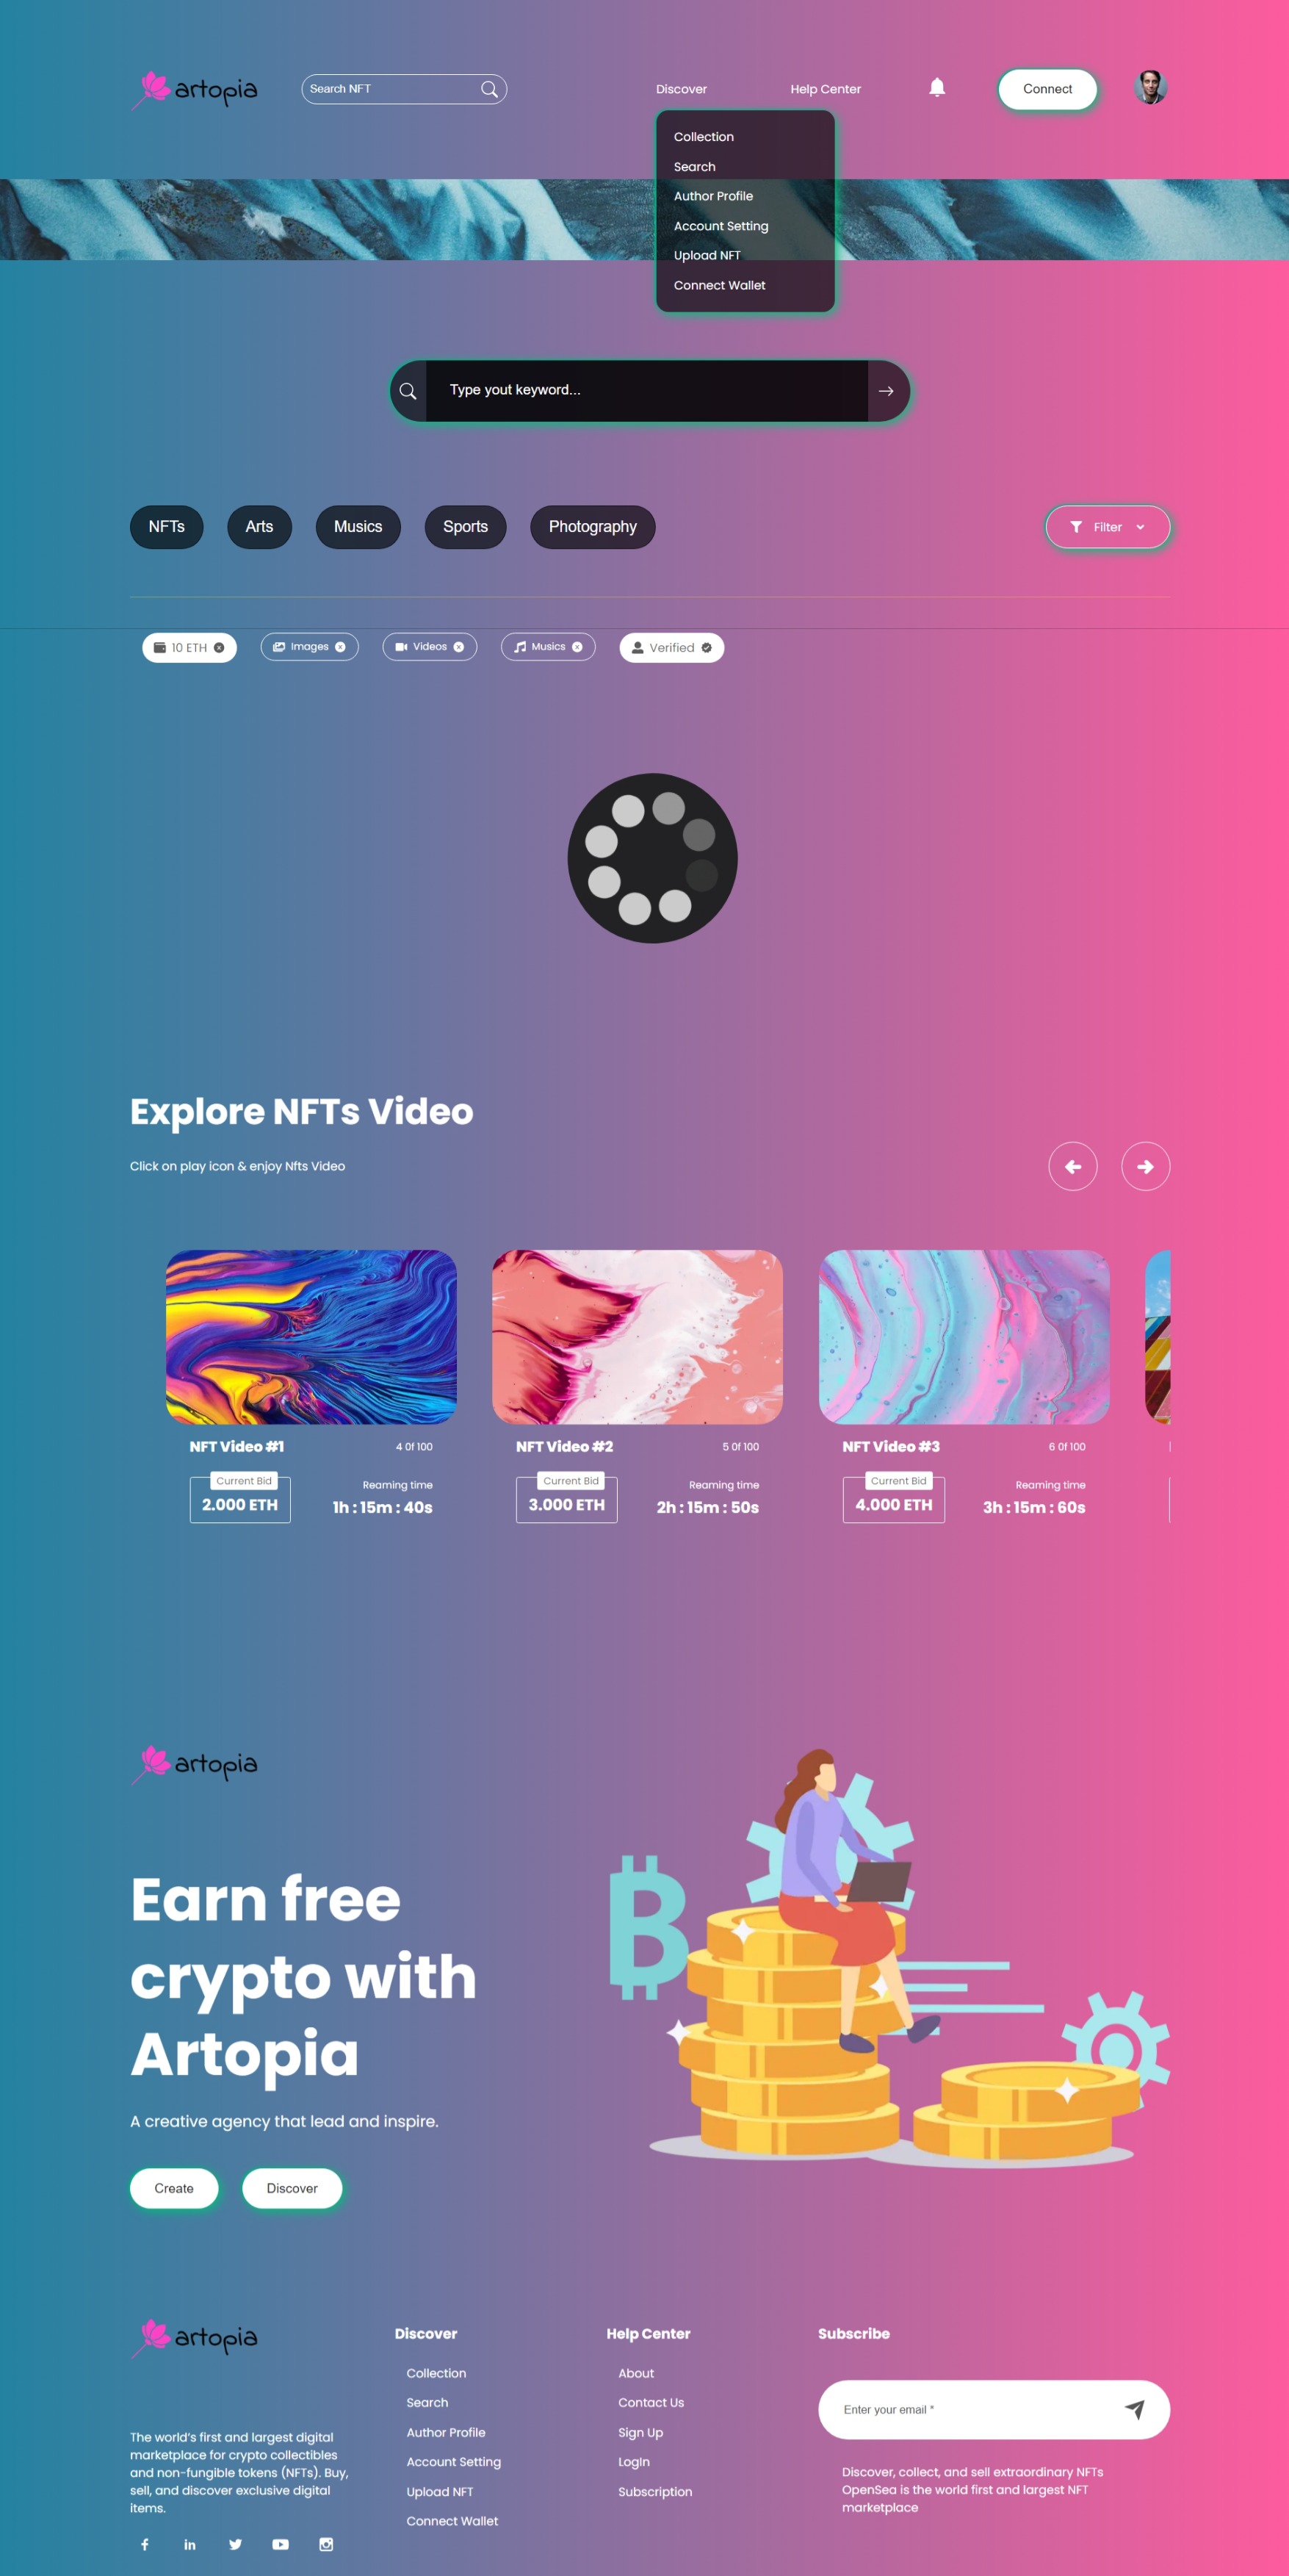 artopia
Search NFT
Discover
Help Center
Connect
Collection
Search
Author Profile
Account Setting
Upload NFT
Connect Wallet
Type yout keyword...
NFTs
Arts
Musics
Sports
Photography
Filter
10 ETH
Images
Videos
Musics
Verified
Explore NFTs Video
Click on play icon & enjoy Nfts Video
NFT Video #1
4 0f 100
Current Bid
2.000 ETH
Reaming time
1h : 15m : 40s
NFT Video #2
5 0f 100
Current Bid
3.000 ETH
Reaming time
2h : 15m : 50s
NFT Video #3
6 0f 100
Current Bid
4.000 ETH
Reaming time
3h : 15m : 60s
artopia
Earn free
crypto with
Artopia
A creative agency that lead and inspire.
Create
Discover
artopia
The world's first and largest digital
marketplace for crypto collectibles
and non-fungible tokens (NFTs). Buy,
sell, and discover exclusive digital
items.
Discover
Collection
Search
Author Profile
Account Setting
Upload NFT
Connect Wallet
Help Center
About
Contact Us
Sign Up
LogIn
Subscription
Subscribe
Enter your email *
Discover, collect, and sell extraordinary NFTs
OpenSea is the world first and largest NFT
marketplace